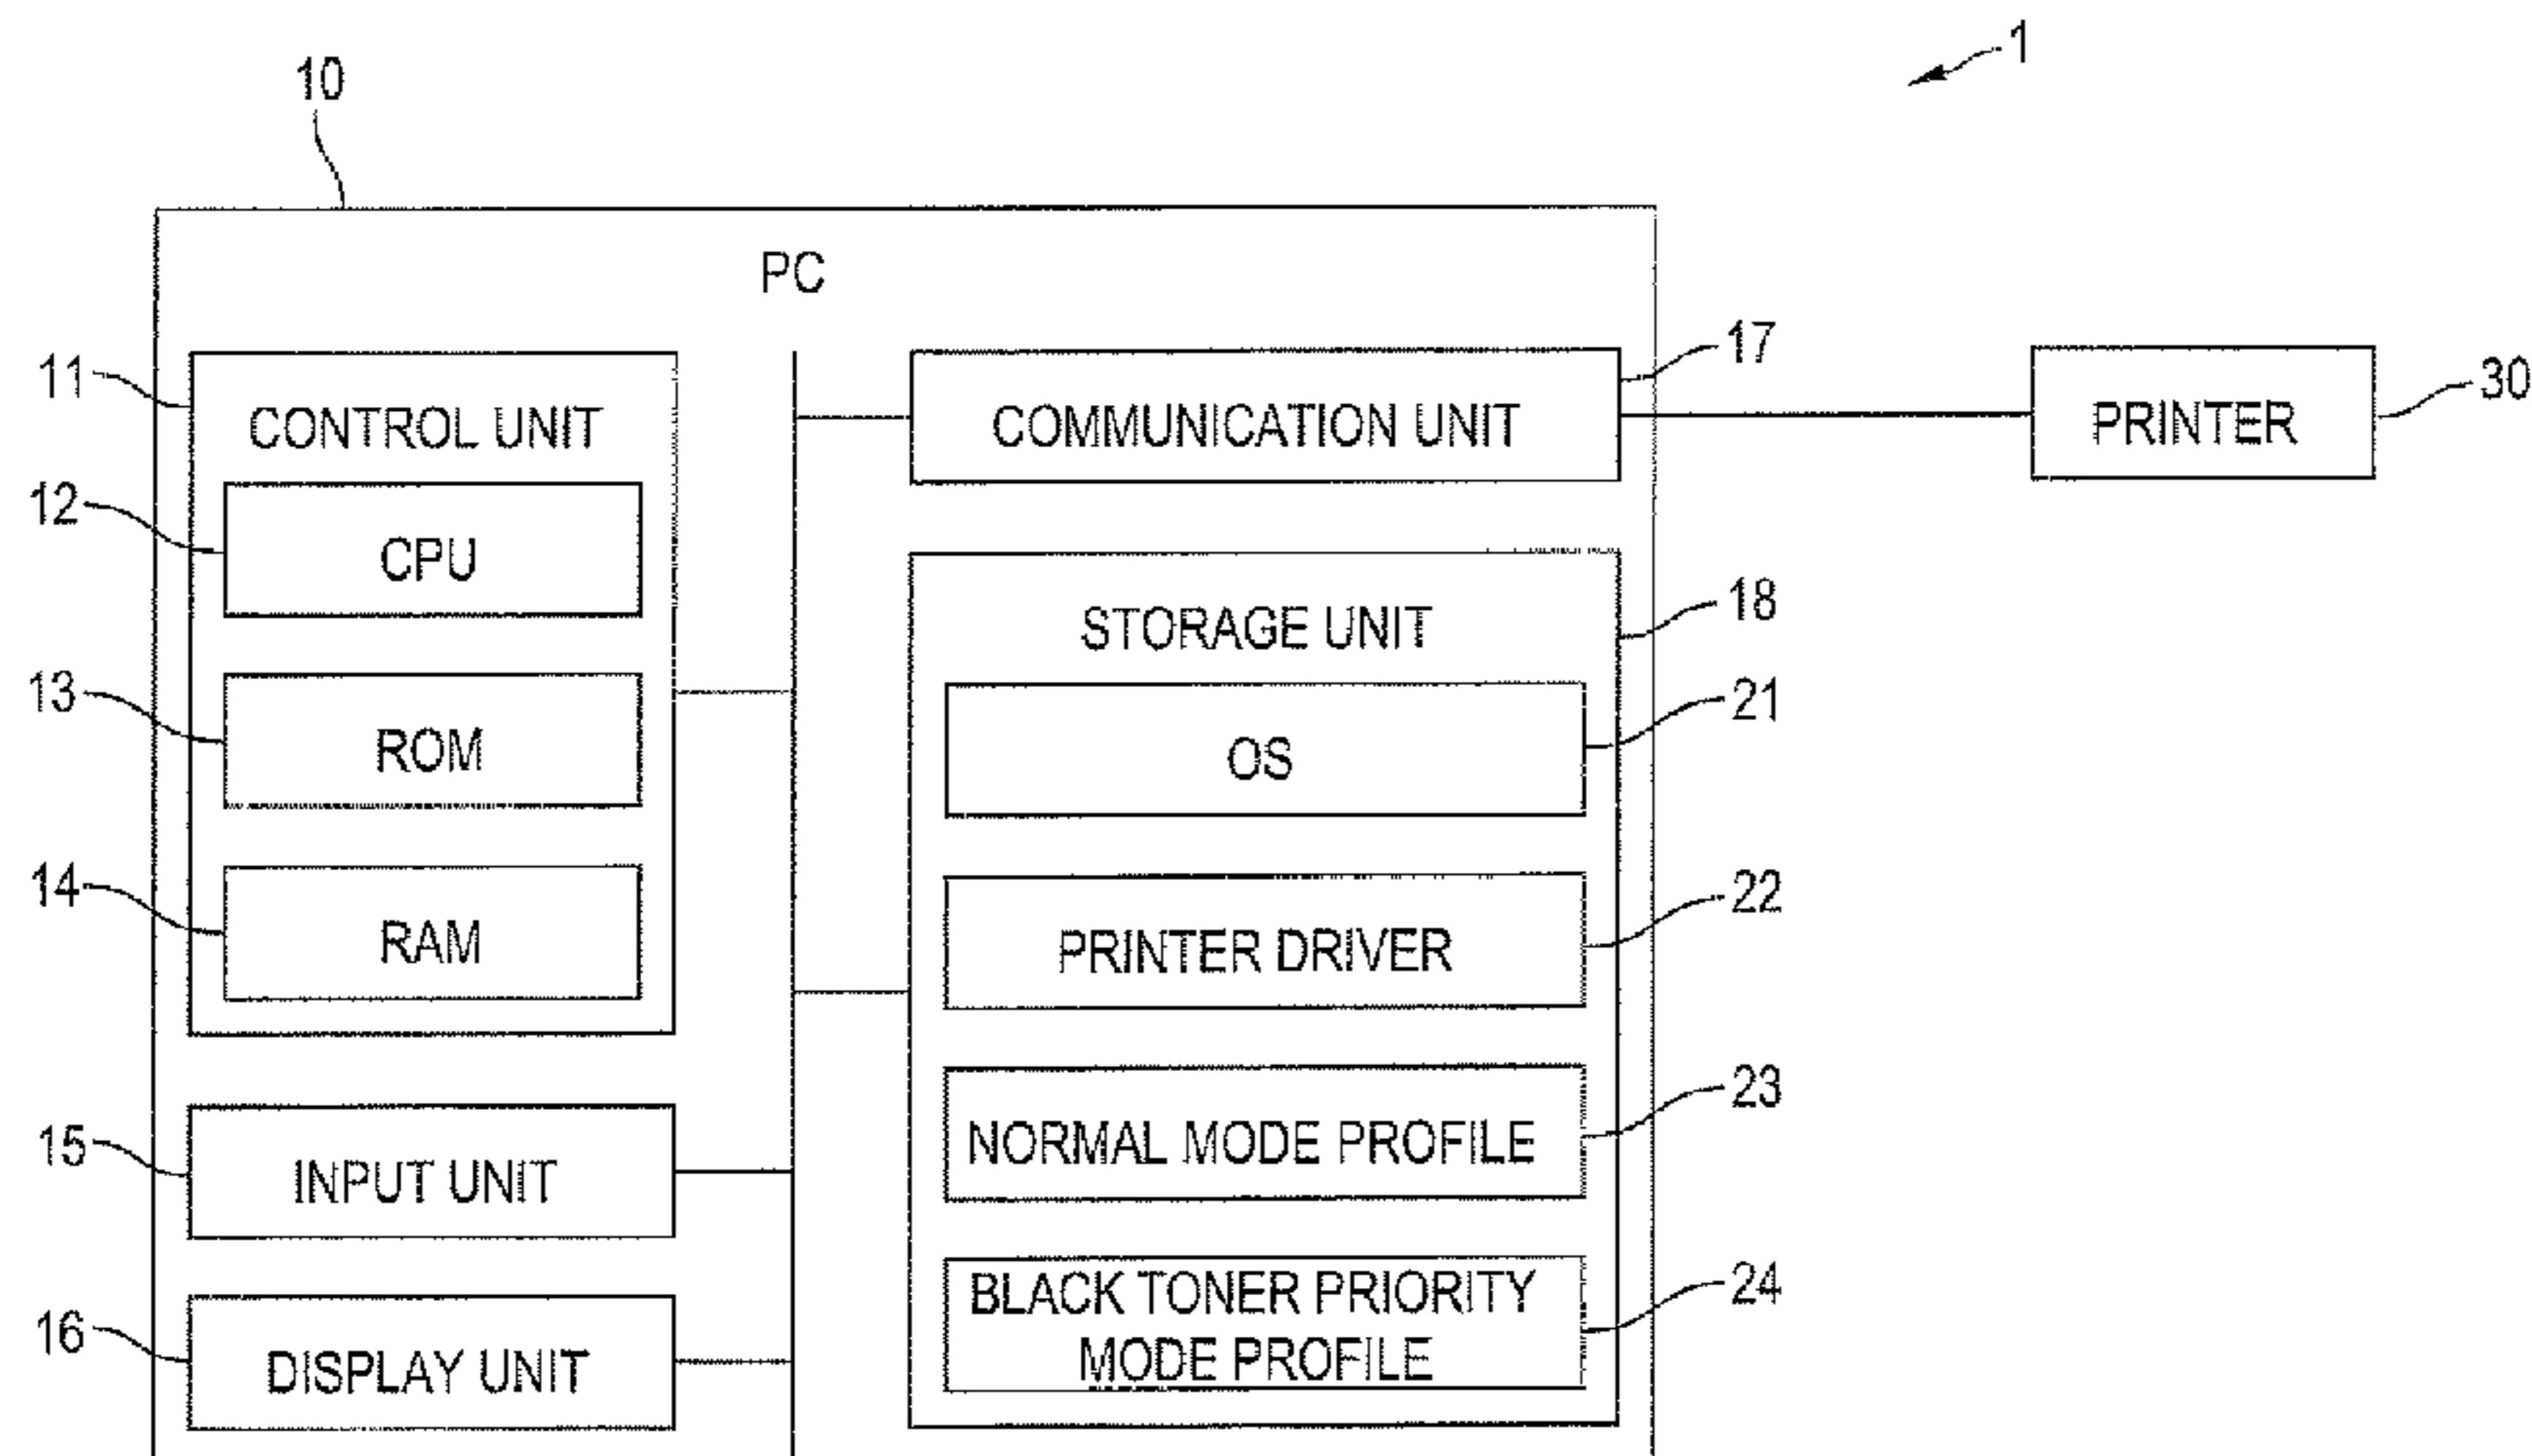 1
10
PC
11
CONTROL UNIT
12
CPU
13
ROM
14
RAM
15
INPUT UNIT
16
DISPLAY UNIT
17
COMMUNICATION UNIT
18
STORAGE UNIT
21
OS
22
PRINTER DRIVER
23
NORMAL MODE PROFILE
24
BLACK TONER PRIORITY
MODE PROFILE
PRINTER
30